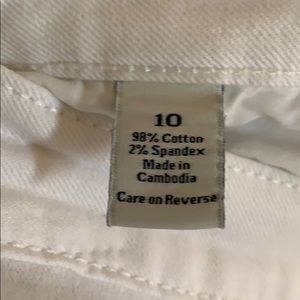 10
98% Cotton
2% Spandex
Made in
Cambodia
Care on Reverse